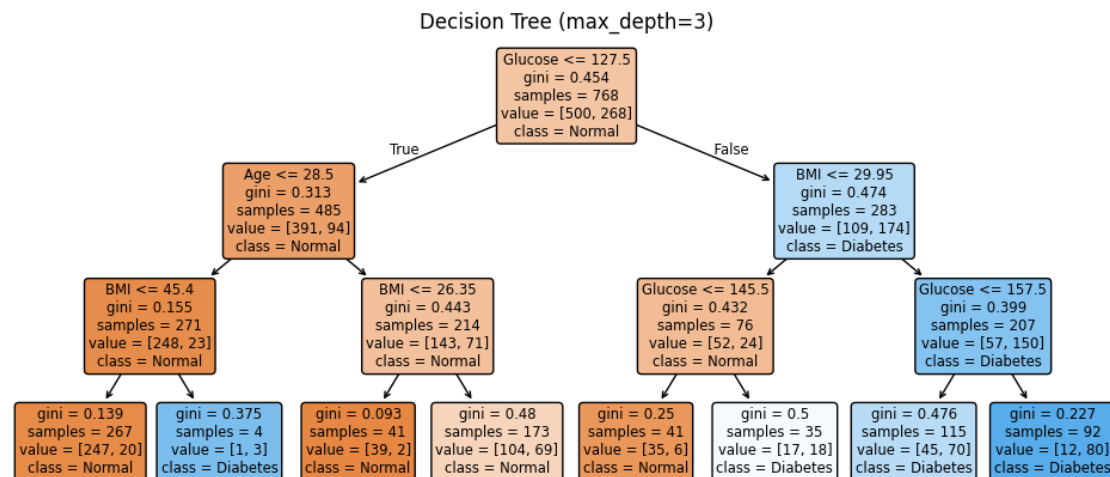 Decision Tree (max_depth=3)
Glucose <= 127.5
gini = 0.454
samples = 768
value = [500, 268]
class = Normal
True
False
Age <= 28.5
gini = 0.313
samples = 485
value = [391, 94]
class = Normal
BMI <= 29.95
gini = 0.474
samples = 283
value = [109, 174]
class = Diabetes
BMI <= 45.4
gini = 0.155
samples = 271
value = [248, 23]
class = Normal
BMI <= 26.35
gini = 0.443
samples = 214
value = [143, 71]
class = Normal
Glucose <= 145.5
gini = 0.432
samples = 76
value = [52, 24]
class = Normal
Glucose <= 157.5
gini = 0.399
samples = 207
value = [57, 150]
class = Diabetes
gini = 0.139
samples = 267
value = [247, 20]
class = Normal
gini = 0.375
samples = 4
value = [1, 3]
class = Diabetes
gini = 0.093
samples = 41
value = [39, 2]
class = Normal
gini = 0.48
samples = 173
value = [104, 69]
class = Normal
gini = 0.25
samples = 41
value = [35, 6]
class = Normal
gini = 0.5
samples = 35
value = [17, 18]
class = Diabetes
gini = 0.476
samples = 115
value = [45, 70]
class = Diabetes
gini = 0.227
samples = 92
value = [12, 80]
class = Diabetes